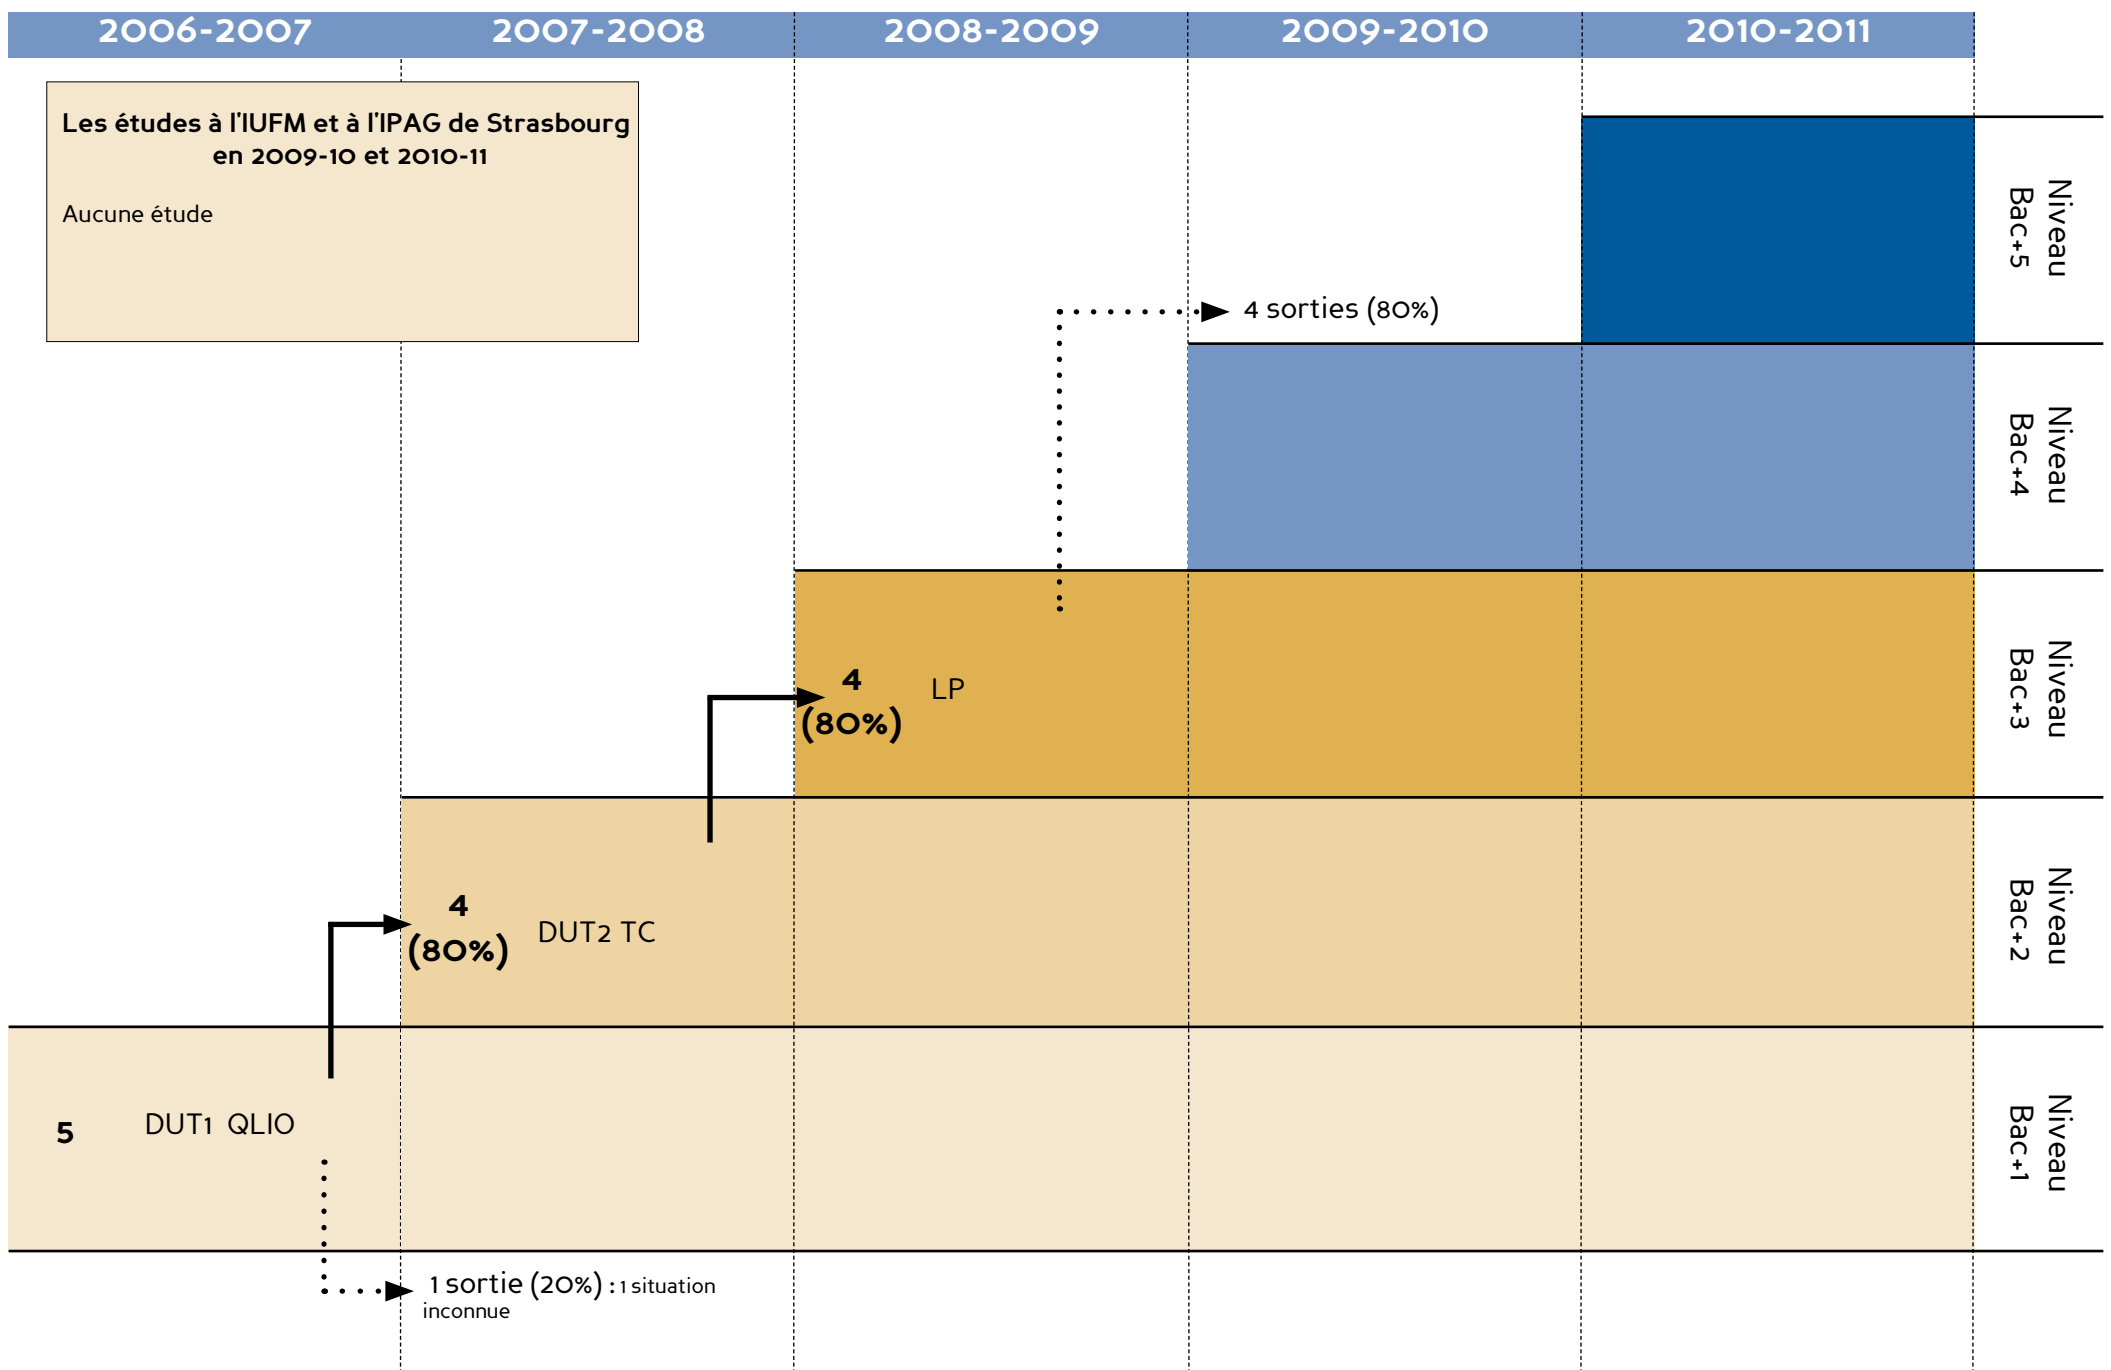 2006-2007 2007-2008 2008-2009 2009-2010 2010-2011
Les études à l'IUFM et à l'IPAG de Strasbourg
en 2009-10 et 2010-11
Aucune étude
Niveau
Bac+5
4 sorties (80%)
Niveau
Bac+4
4
(80%)
LP
Niveau
Bac+3
4
(80%)
DUT2 TC
Niveau
Bac+2
5
DUT1 QLIO
Niveau
Bac+1
1 sortie (20%) : 1 situation
inconnue